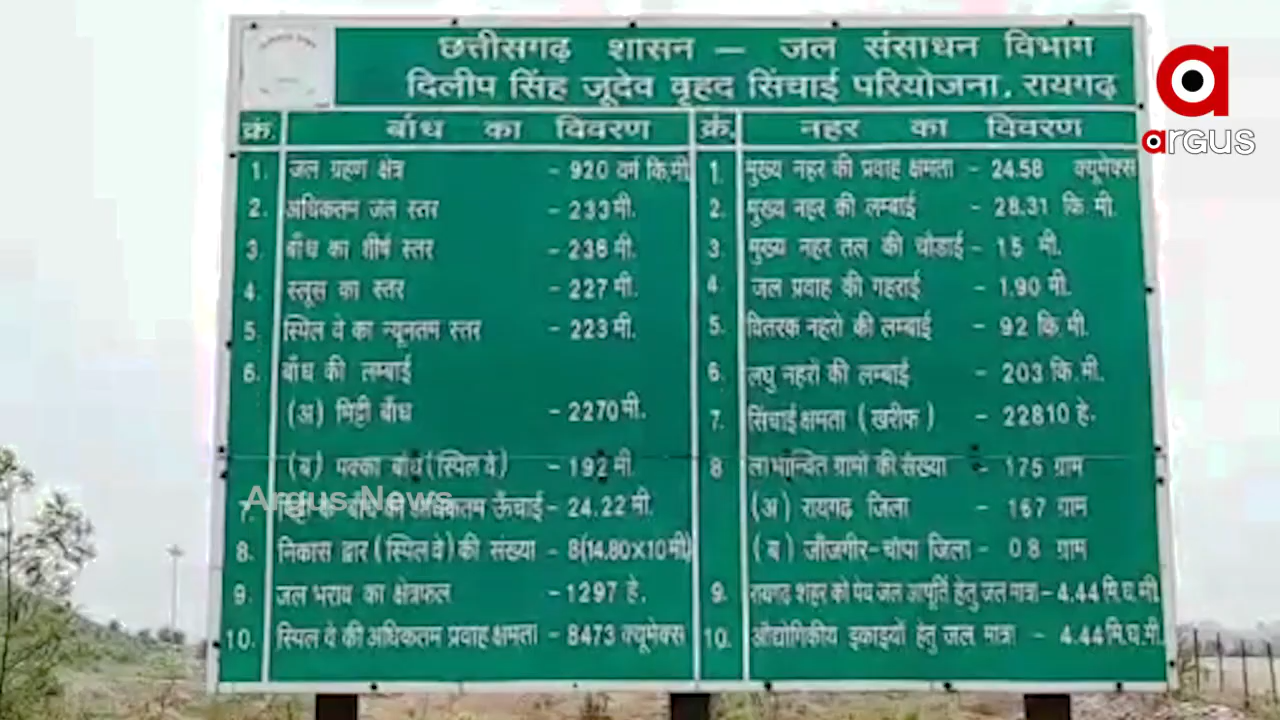 छत्तीसगढ़ शासन – जल संसाधन विभाग
दिलीप सिंह जूदेव वृहद सिंचाई परियोजना, रायगढ़
क्रं. बाँध का विवरण
1. जल ग्रहण क्षेत्र - 920 वर्ग कि.मी
2. अधिकतम जल स्तर - 233 मी.
3 बाँध का शीर्ष स्तर - 238 मी.
4. स्तूस का स्तर - 227 मी.
5. स्पिल वे का न्यूनतम स्तर - 223 मी.
6. बाँध की लम्बाई
(अ) मिट्टी बाँध - 2270 मी.
(ब) पक्का बाँध (स्पिल वे) - 192 मी
7. अधिकतम ऊँचाई - 24.22 मी.
8. निकास द्वार (स्पिल वे) की संख्या - 8(14.80X10 मी)
9. जल भराव का क्षेत्रफल - 1297 हे.
10. स्पिल वे की अधिकतम प्रवाह क्षमता - 8473 क्यूमेक्स
क्रं. नहर का विवरण
1. मुख्य नहर की प्रवाह क्षमता - 24.58 क्यूमेक्स
2. मुख्य नहर की लम्बाई - 28.31 कि.मी.
3. मुख्य नहर तल की चौडाई - 15 मी.
4. जल प्रवाह की गहराई - 1.90 मी.
5. वितरक नहरो की लम्बाई - 92 कि.मी.
6. लघु नहरों की लम्बाई - 203 कि.मी.
7. सिंचाई क्षमता (खरीफ) - 22810 हे.
8 लाभान्वित ग्रामों की संख्या - 175 ग्राम
(अ) रायगढ़ जिला - 167 ग्राम
(ब) जाँजगीर-चांपा जिला - 08 ग्राम
9. रायगढ़ शहर को पेय जल आपूर्ति हेतु जल मात्रा - 4.44 मि.घ.मी.
10. औद्योगिकीय इकाइयों हेतु जल मात्रा - 4.44 मि.घ.मी.
Argus News
argus